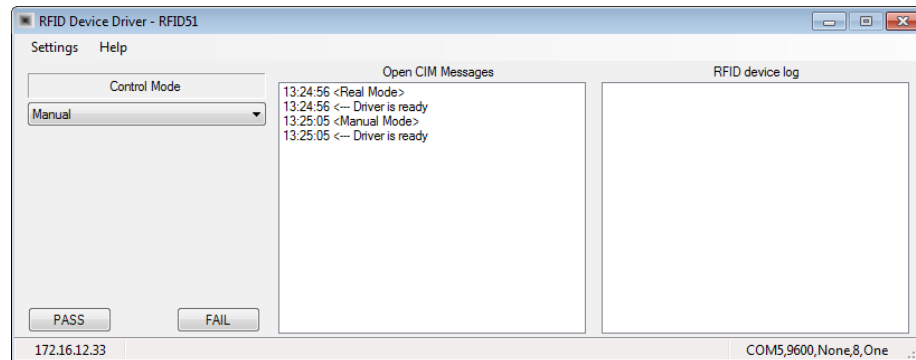 RFID Device Driver - RFID51
Settings Help
Control Mode
Manual
PASS FAIL
Open CIM Messages
13:24:56 <Real Mode>
13:24:56 <--- Driver is ready
13:25:05 <Manual Mode>
13:25:05 <--- Driver is ready
RFID device log
172.16.12.33
COM5,9600,None,8,One